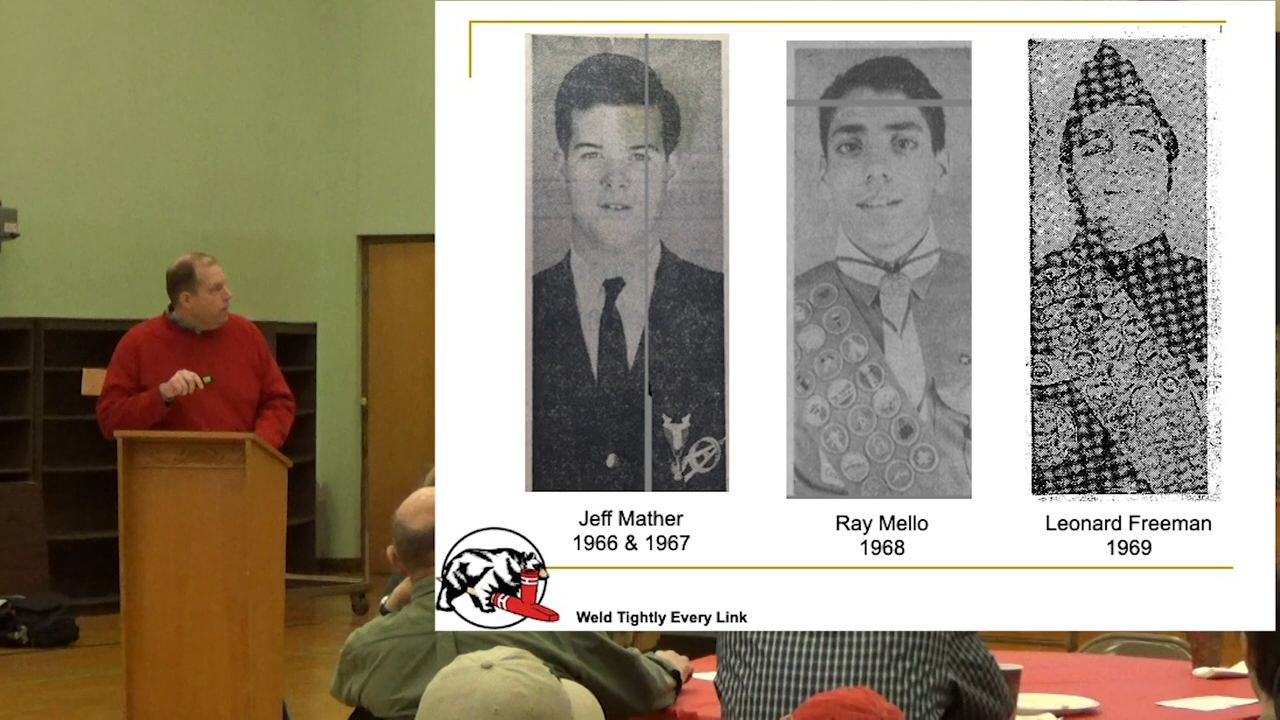 Jeff Mather
1966 & 1967
Ray Mello
1968
Leonard Freeman
1969
Weld Tightly Every Link